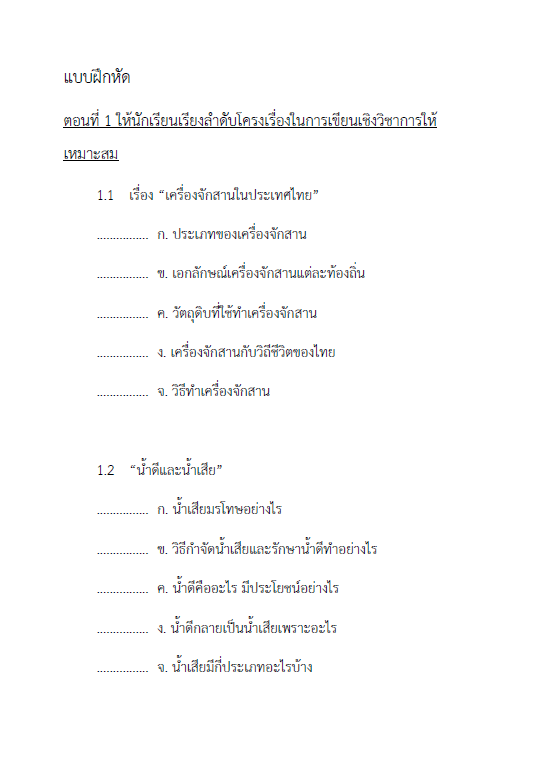 แบบฝึกหัด
ตอนที่ 1 ให้นักเรียนเรียงลำดับโครงเรื่องในการเขียนเชิงวิชาการให้
เหมาะสม
1.1 เรื่อง “เครื่องจักสานในประเทศไทย”
................ ก. ประเภทของเครื่องจักสาน
................ ข. เอกลักษณ์เครื่องจักสานแต่ละท้องถิ่น
................ ค. วัตถุดิบที่ใช้ทำเครื่องจักสาน
................ ง. เครื่องจักสานกับวิถีชีวิตของไทย
................ จ. วิธีทำเครื่องจักสาน
1.2 “น้ำดีและน้ำเสีย”
................ ก. น้ำเสียมรโทษอย่างไร
................ ข. วิธีกำจัดน้ำเสียและรักษาน้ำดีทำอย่างไร
................ ค. น้ำดีคืออะไร มีประโยชน์อย่างไร
................ ง. น้ำดีกลายเป็นน้ำเสียเพราะอะไร
................ จ. น้ำเสียมีกี่ประเภทอะไรบ้าง